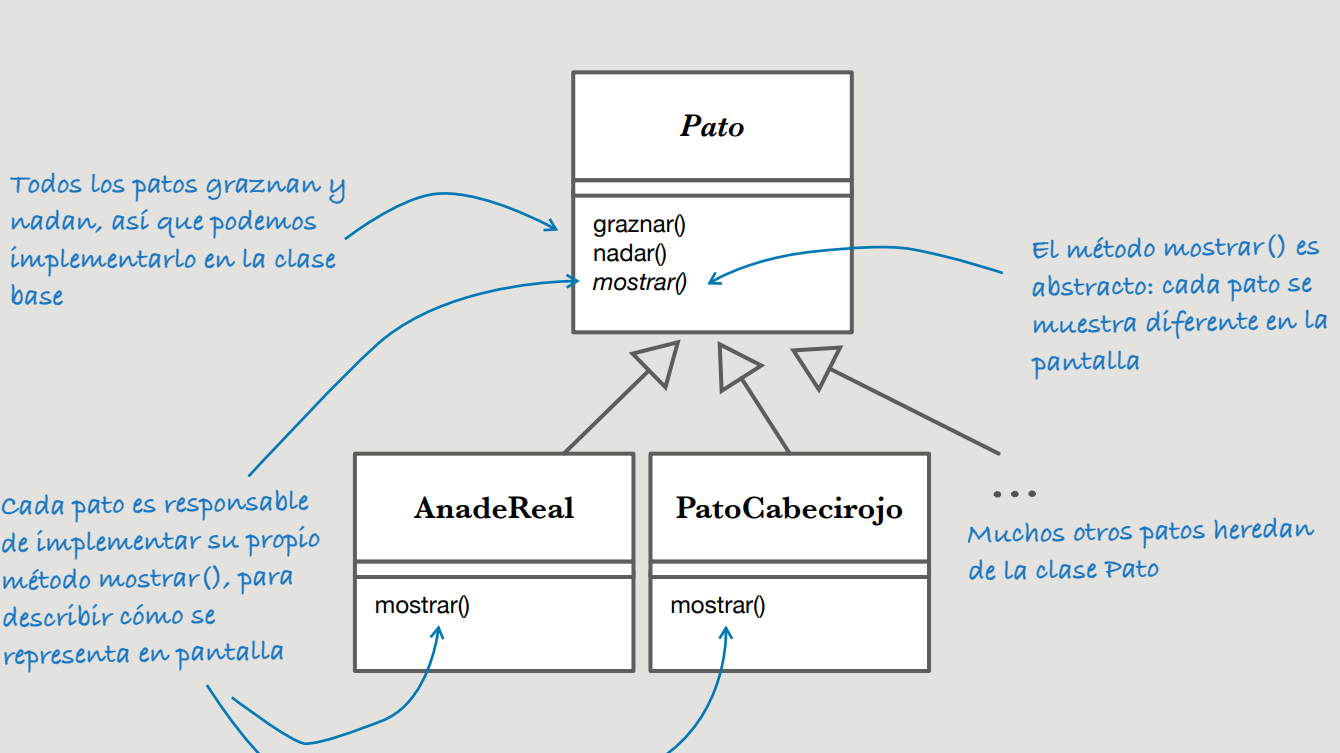 Pato
Todos los patos graznan y
nadan, así que podemos
implementarlo en la clase
base
graznar()
nadar()
mostrar()
El método mostrar() es
abstracto: cada pato se
muestra diferente en la
pantalla
Cada pato es responsable
de implementar su propio
método mostrar(), para
describir cómo se
representa en pantalla
AnadeReal
mostrar()
PatoCabecirojo
mostrar()
...
Muchos otros patos heredan
de la clase Pato